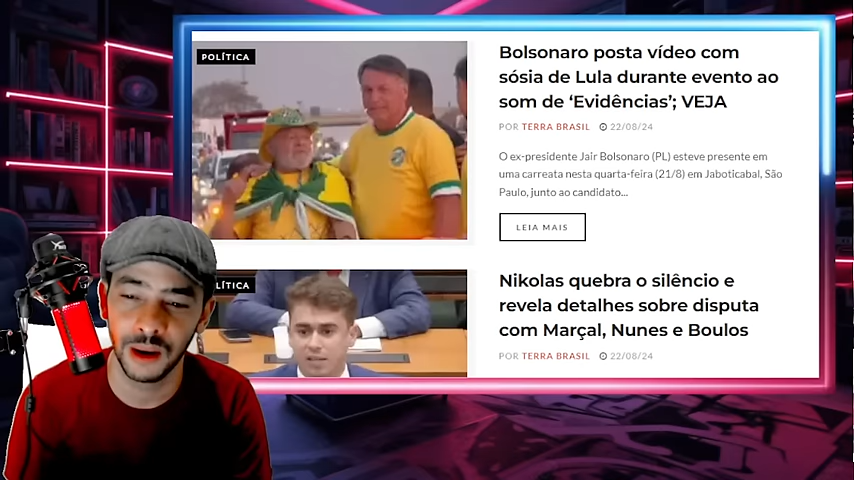 POLÍTICA
Bolsonaro posta vídeo com
sósia de Lula durante evento ao
som de ‘Evidências’; VEJA
POR TERRA BRASIL 22/08/24
O ex-presidente Jair Bolsonaro (PL) esteve presente em
uma carreata nesta quarta-feira (21/8) em Jaboticabal, São
Paulo, junto ao candidato...
LEIA MAIS
LÍTICA
Nikolas quebra o silêncio e
revela detalhes sobre disputa
com Marçal, Nunes e Boulos
POR TERRA BRASIL 22/08/24